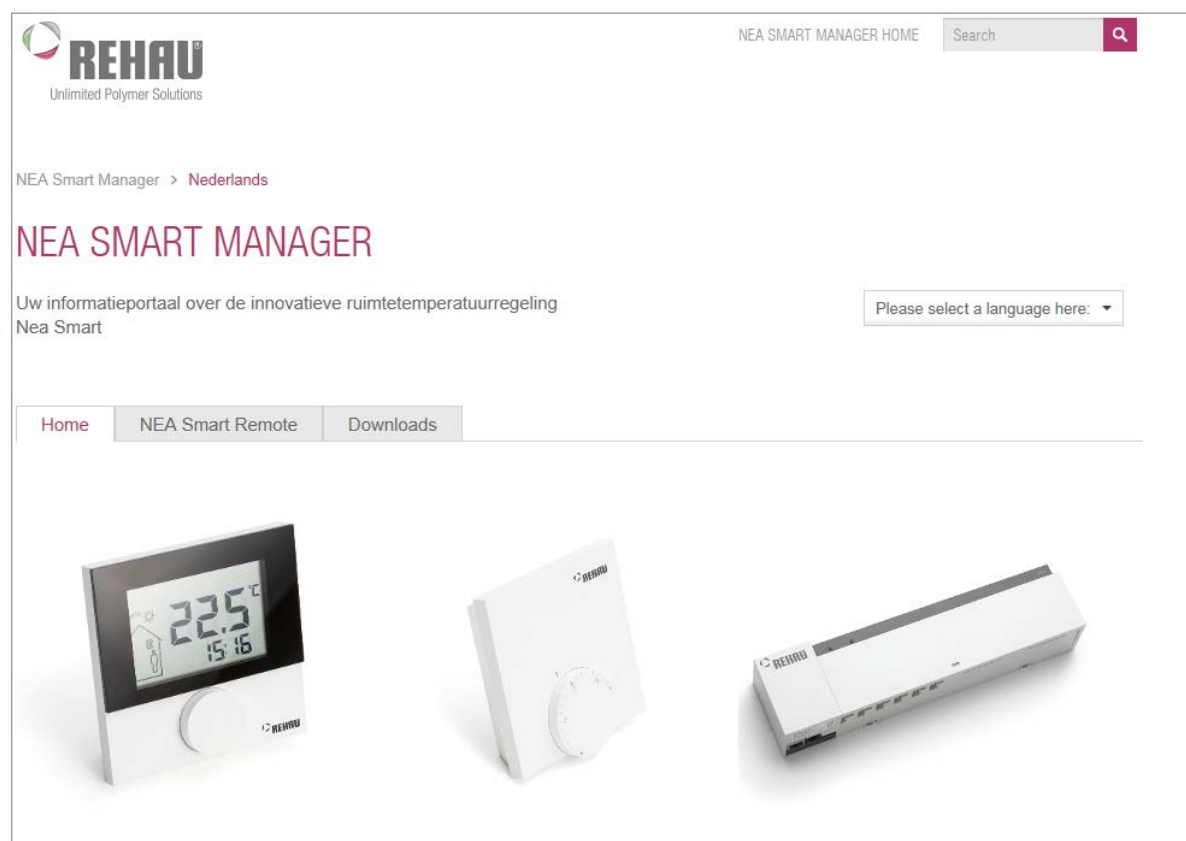 REHAU®
Unlimited Polymer Solutions
NEA SMART MANAGER HOME
Search
NEA Smart Manager > Nederlands
NEA SMART MANAGER
Uw informatieportaal over de innovatieve ruimtetemperatuurregeling
Nea Smart
Please select a language here:
Home
NEA Smart Remote
Downloads
22.5 °C
15:16
REHAU
REHAU
REHAU